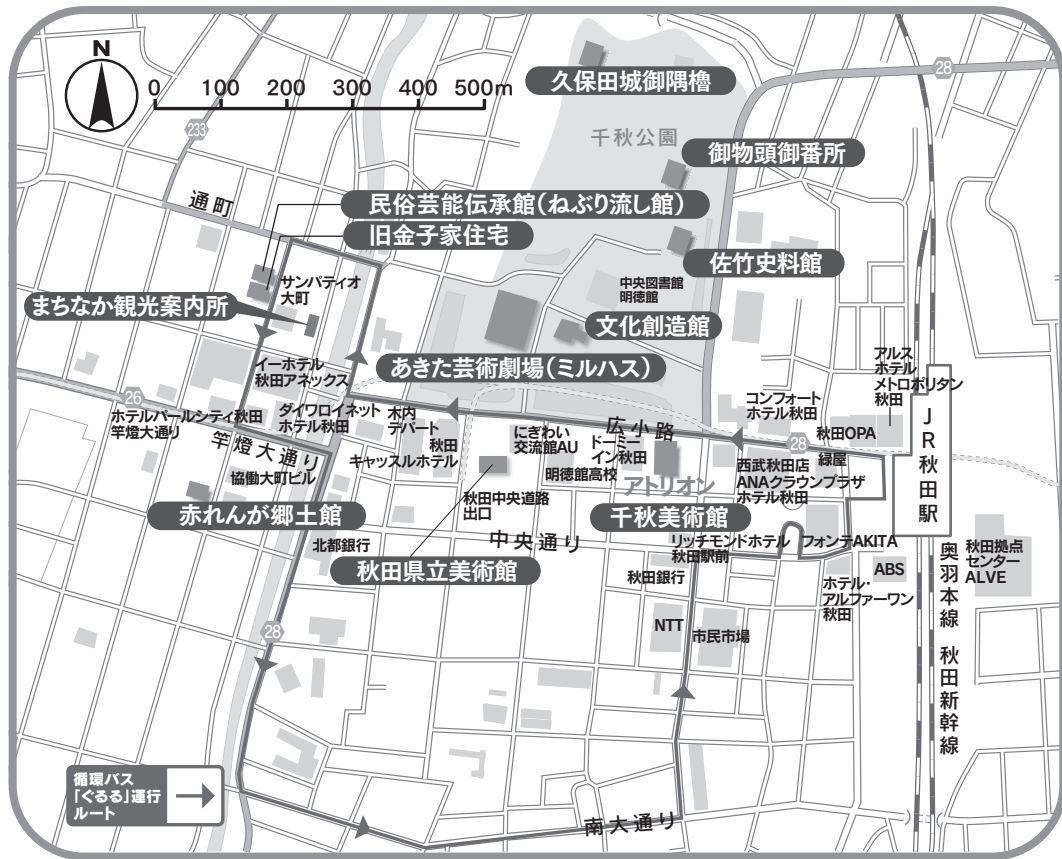 N
0 100 200 300 400 500m
久保田城御隅櫓
28
千秋公園
233
御物頭御番所
通町
民俗芸能伝承館(ねぶり流し館)
旧金子家住宅
佐竹史料館
サンパティオ
大町
中央図書館
明徳館
まちなか観光案内所
文化創造館
あきた芸術劇場(ミルハス)
イーホテル
秋田アネックス
アルス
ホテル
メトロポリタン
秋田
26
ホテルパールシティ秋田
竿燈大通り
ダイワロイネット
ホテル秋田
木内
デパート
秋田
キャッスルホテル
にぎわい
交流館AU
広小路
ドーミー
イン秋田
コンフォート
ホテル秋田
28
秋田OPA
緑屋
JR秋田駅
竿燈大通り
協働大町ビル
明徳館高校
アトリオン
西武秋田店
ANAクラウンプラザ
ホテル秋田
赤れんが郷土館
秋田中央道路
出口
千秋美術館
北都銀行
中央通り
リッチモンドホテル
秋田駅前
フォンテAKITA
秋田県立美術館
秋田銀行
ABS
ホテル・
アルファーワン
秋田
奥羽本線 秋田新幹線
秋田拠点
センター
ALVE
NTT
市民市場
28
循環バス
「ぐるる」運行
ルート
南大通り